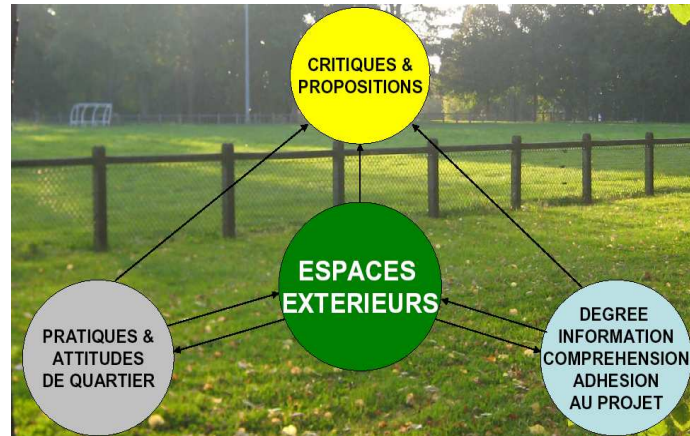 CRITIQUES &
PROPOSITIONS
ESPACES
EXTERIEURS
PRATIQUES &
ATTITUDES
DE QUARTIER
DEGREE
INFORMATION
COMPREHENSION
ADHESION
AU PROJET